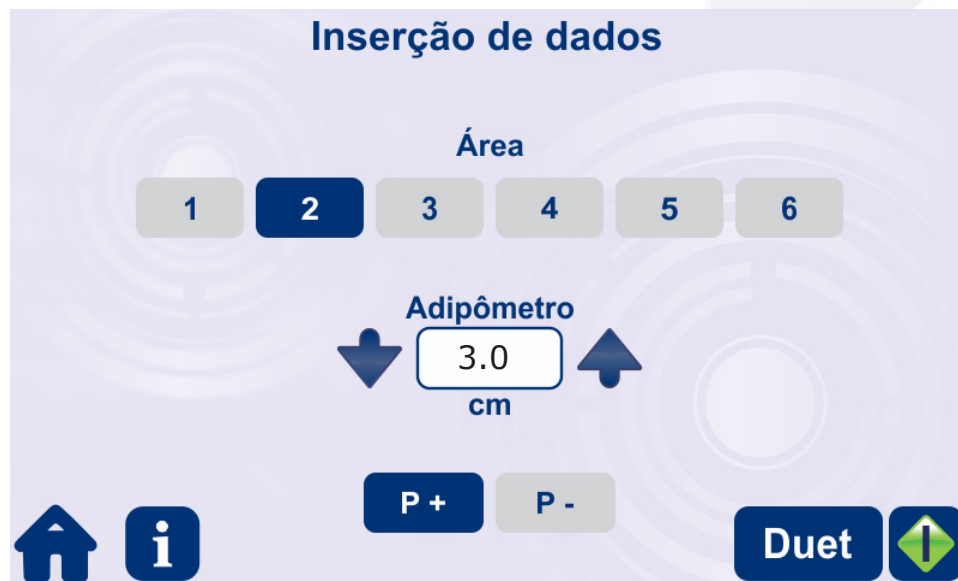 Inserção de dados
Área
1 2 3 4 5 6
Adipômetro
3.0
cm
P + P -
i Duet